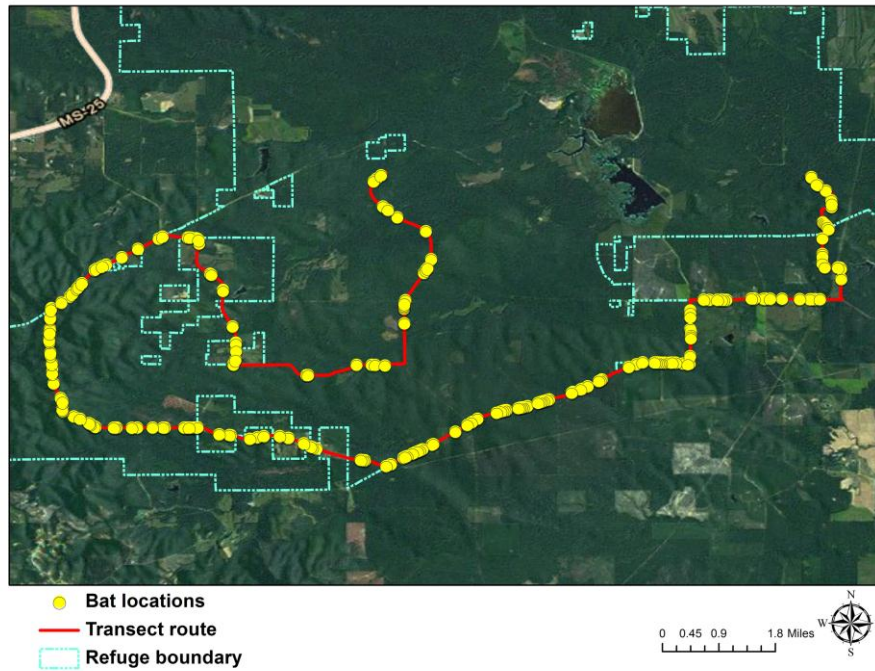 MS-25
Bat locations
Transect route
Refuge boundary
0 0.45 0.9 1.8 Miles
N
W E
S